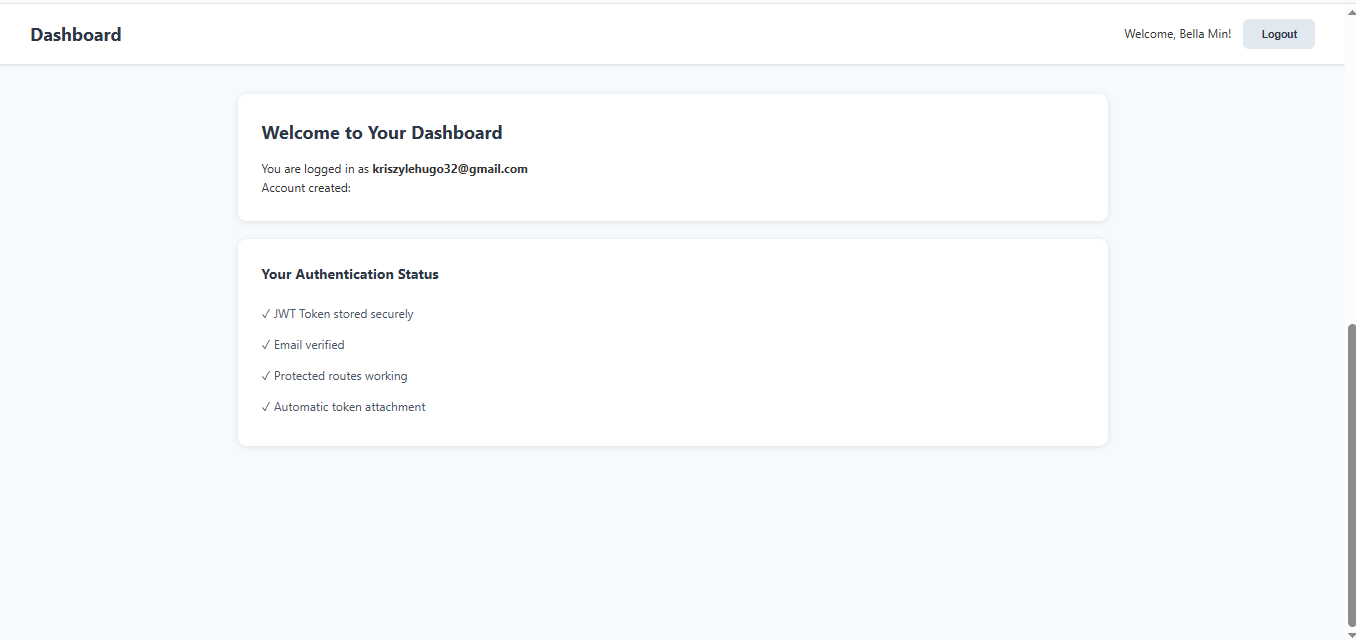 Dashboard
Welcome, Bella Min!
Logout
Welcome to Your Dashboard
You are logged in as kriszylehugo32@gmail.com
Account created:
Your Authentication Status
✓ JWT Token stored securely
✓ Email verified
✓ Protected routes working
✓ Automatic token attachment